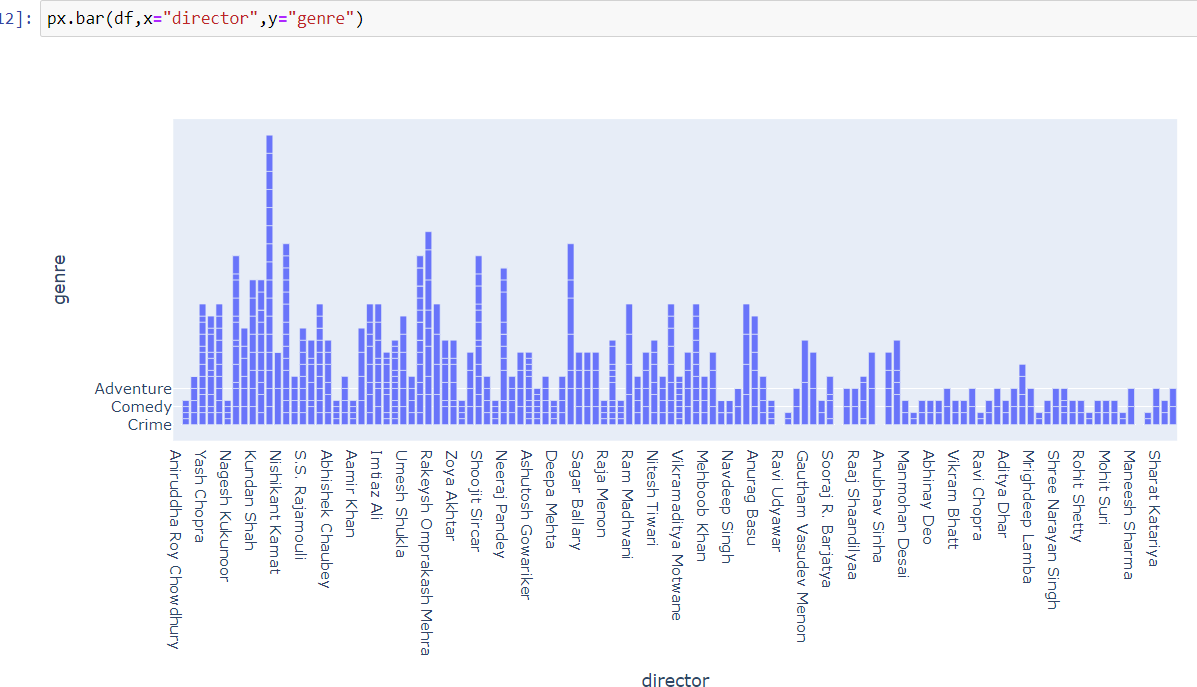 12]: px.bar(df,x="director",y="genre")
genre
Adventure
Comedy
Crime
Aniruddha Roy Chowdhury
Yash Chopra
Nagesh Kukunoor
Kundan Shah
Nishikant Kamat
S.S. Rajamouli
Abhishek Chaubey
Aamir Khan
Imtiaz Ali
Umesh Shukla
Rakeysh Omprakash Mehra
Zoya Akhtar
Shoojit Sircar
Neeraj Pandey
Ashutosh Gowariker
Deepa Mehta
Sagar Ballary
Raja Menon
Ram Madhvani
Nitesh Tiwari
Vikramaditya Motwane
Mehboob Khan
Navdeep Singh
Anurag Basu
Ravi Udyawar
Gautham Vasudev Menon
Sooraj R. Barjatya
Raaj Shaandilyaa
Anubhav Sinha
Manmohan Desai
Abhinay Deo
Vikram Bhatt
Ravi Chopra
Aditya Dhar
Mrighdeep Lamba
Shree Narayan Singh
Rohit Shetty
Mohit Suri
Maneesh Sharma
Sharat Katariya
director